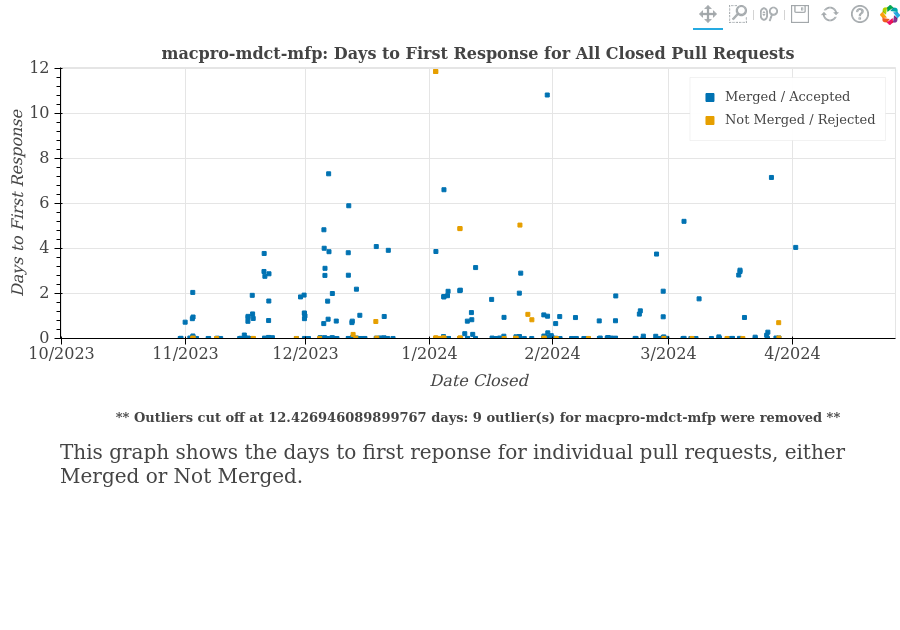 macpro-mdct-mfp: Days to First Response for All Closed Pull Requests
12
10
8
6
4
2
0
Days to First Response
Merged / Accepted
Not Merged / Rejected
10/2023 11/2023 12/2023 1/2024 2/2024 3/2024 4/2024
Date Closed
** Outliers cut off at 12.426946089899767 days: 9 outlier(s) for macpro-mdct-mfp were removed **
This graph shows the days to first reponse for individual pull requests, either
Merged or Not Merged.